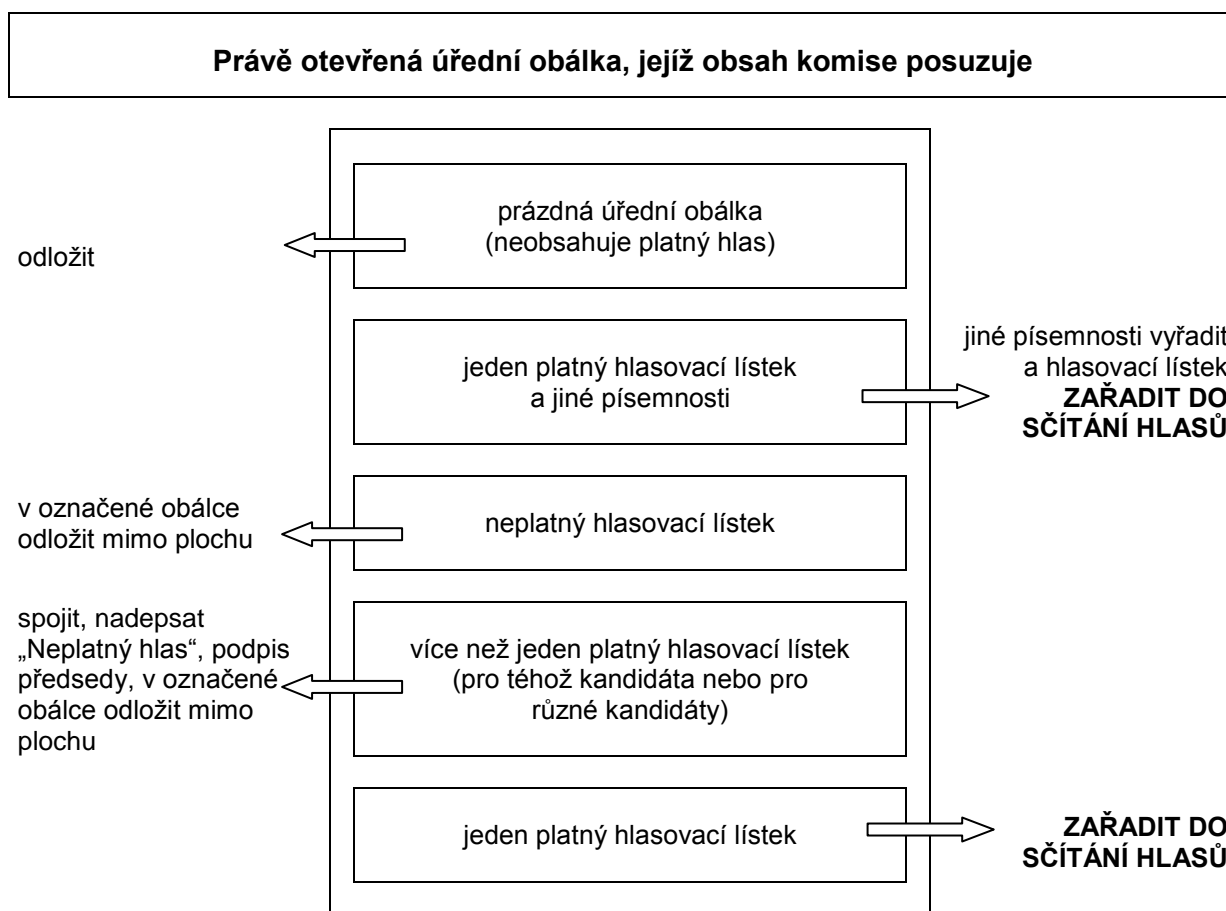 Právě otevřená úřední obálka, jejíž obsah komise posuzuje
prázdná úřední obálka
(neobsahuje platný hlas)
odložit
jeden platný hlasovací lístek
a jiné písemnosti
jiné písemnosti vyřadit
a hlasovací lístek
ZAŘADIT DO
SČÍTÁNÍ HLASŮ
v označené obálce
odložit mimo plochu
neplatný hlasovací lístek
spojit, nadepsat
„Neplatný hlas“, podpis
předsedy, v označené
obálce odložit mimo
plochu
více než jeden platný hlasovací lístek
(pro téhož kandidáta nebo pro
různé kandidáty)
jeden platný hlasovací lístek
ZAŘADIT DO
SČÍTÁNÍ HLASŮ